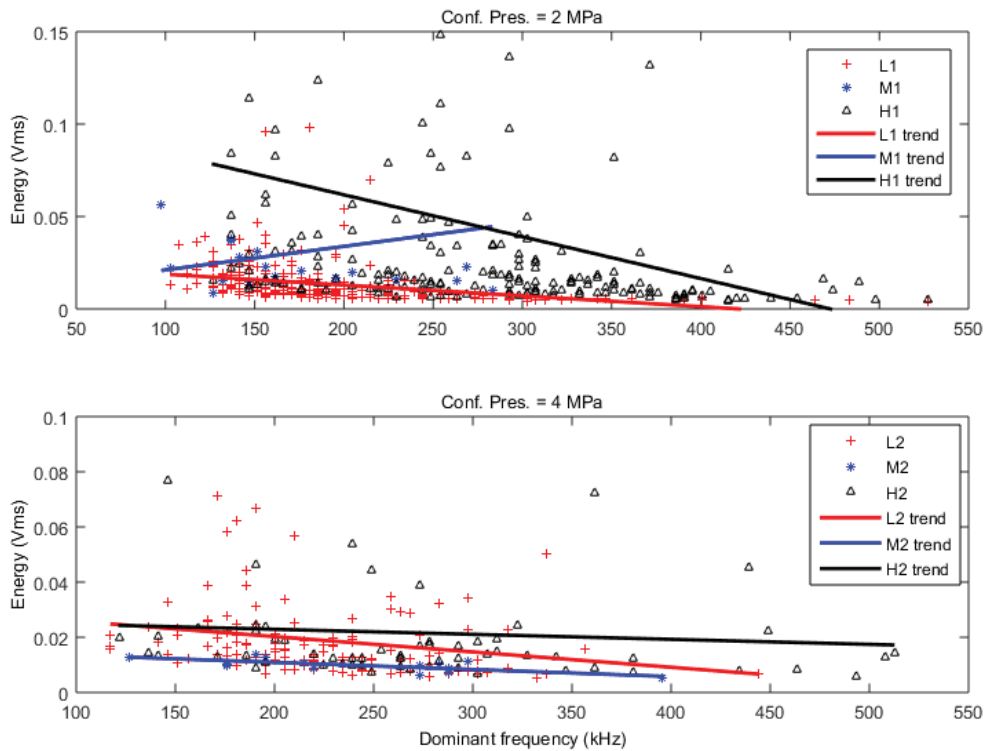 Conf. Pres. = 2 MPa
0.15
0.1
0.05
0
Energy (Vms)
50 100 150 200 250 300 350 400 450 500 550
L1
M1
H1
L1 trend
M1 trend
H1 trend
Conf. Pres. = 4 MPa
0.1
0.08
0.06
0.04
0.02
0
Energy (Vms)
100 150 200 250 300 350 400 450 500 550
Dominant frequency (kHz)
L2
M2
H2
L2 trend
M2 trend
H2 trend